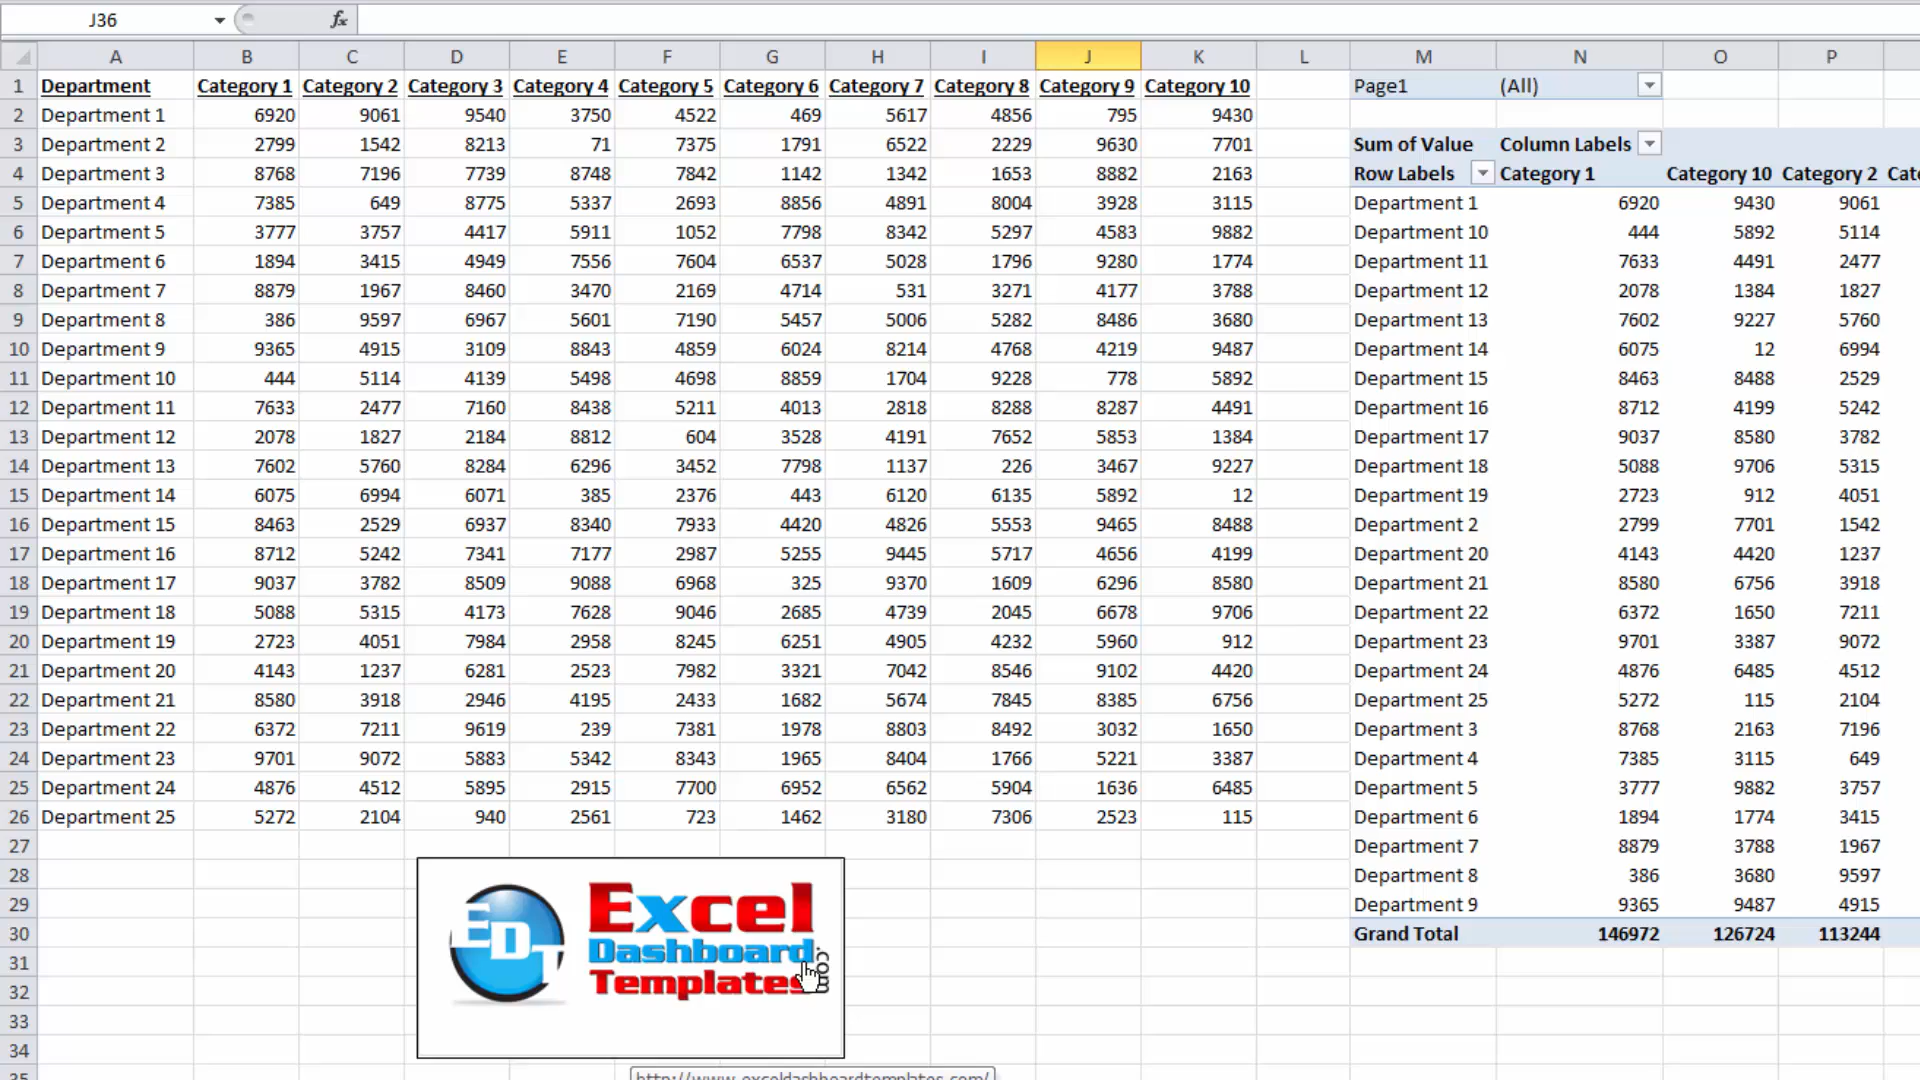 J36 fx
A B C D E F G H I J K L M N O P
1 Department Category 1 Category 2 Category 3 Category 4 Category 5 Category 6 Category 7 Category 8 Category 9 Category 10 Page1 (All)
2 Department 1 6920 9061 9540 3750 4522 469 5617 4856 795 9430
3 Department 2 2799 1542 8213 71 7375 1791 6522 2229 9630 7701 Sum of Value Column Labels
4 Department 3 8768 7196 7739 8748 7842 1142 1342 1653 8882 2163 Row Labels Category 1 Category 10 Category 2
5 Department 4 7385 649 8775 5337 2693 8856 4891 8004 3928 3115 Department 1 6920 9430 9061
6 Department 5 3777 3757 4417 5911 1052 7798 8342 5297 4583 9882 Department 10 444 5892 5114
7 Department 6 1894 3415 4949 7556 7604 6537 5028 1796 9280 1774 Department 11 7633 4491 2477
8 Department 7 8879 1967 8460 3470 2169 4714 531 3271 4177 3788 Department 12 2078 1384 1827
9 Department 8 386 9597 6967 5601 7190 5457 5006 5282 8486 3680 Department 13 7602 9227 5760
10 Department 9 9365 4915 3109 8843 4859 6024 8214 4768 4219 9487 Department 14 6075 12 6994
11 Department 10 444 5114 4139 5498 4698 8859 1704 9228 778 5892 Department 15 8463 8488 2529
12 Department 11 7633 2477 7160 8438 5211 4013 2818 8288 8287 4491 Department 16 8712 4199 5242
13 Department 12 2078 1827 2184 8812 604 3528 4191 7652 5853 1384 Department 17 9037 8580 3782
14 Department 13 7602 5760 8284 6296 3452 7798 1137 226 3467 9227 Department 18 5088 9706 5315
15 Department 14 6075 6994 6071 385 2376 443 6120 6135 5892 12 Department 19 2723 912 4051
16 Department 15 8463 2529 6937 8340 7933 4420 4826 5553 9465 8488 Department 2 2799 7701 1542
17 Department 16 8712 5242 7341 7177 2987 5255 9445 5717 4656 4199 Department 20 4143 4420 1237
18 Department 17 9037 3782 8509 9088 6968 325 9370 1609 6296 8580 Department 21 8580 6756 3918
19 Department 18 5088 5315 4173 7628 9046 2685 4739 2045 6678 9706 Department 22 6372 1650 7211
20 Department 19 2723 4051 7984 2958 8245 6251 4905 4232 5960 912 Department 23 9701 3387 9072
21 Department 20 4143 1237 6281 2523 7982 3321 7042 8546 9102 4420 Department 24 4876 6485 4512
22 Department 21 8580 3918 2946 4195 2433 1682 5674 7845 8385 6756 Department 25 5272 115 2104
23 Department 22 6372 7211 9619 239 7381 1978 8803 8492 3032 1650 Department 3 8768 2163 7196
24 Department 23 9701 9072 5883 5342 8343 1965 8404 1766 5221 3387 Department 4 7385 3115 649
25 Department 24 4876 4512 5895 2915 7700 6952 6562 5904 1636 6485 Department 5 3777 9882 3757
26 Department 25 5272 2104 940 2561 723 1462 3180 7306 2523 115 Department 6 1894 1774 3415
27 Department 7 8879 3788 1967
28 Department 8 386 3680 9597
29 Department 9 9365 9487 4915
30 Grand Total 146972 126724 113244
31
32
33
34
35
EDT
Excel
Dashboard
Templates
.com
http://www.exceldashboardtemplates.com/